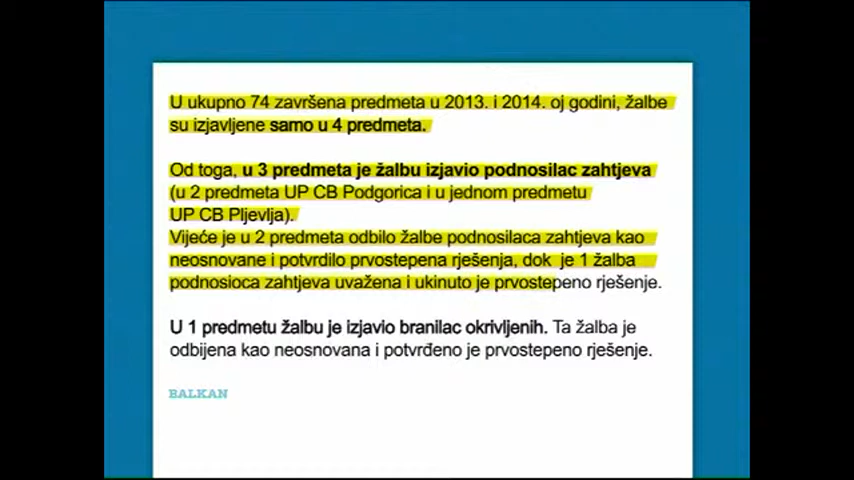 U ukupno 74 završena predmeta u 2013. i 2014. oj godini, žalbe
su izjavljene samo u 4 predmeta.
Od toga, u 3 predmeta je žalbu izjavio podnosilac zahtjeva
(u 2 predmeta UP CB Podgorica i u jednom predmetu
UP CB Pljevlja).
Vijeće je u 2 predmeta odbilo žalbe podnosilaca zahtjeva kao
neosnovane i potvrdilo prvostepena rješenja, dok je 1 žalba
podnosioca zahtjeva uvažena i ukinuto je prvostepeno rješenje.
U 1 predmetu žalbu je izjavio branilac okrivljenih. Ta žalba je
odbijena kao neosnovana i potvrđeno je prvostepeno rješenje.
BALKAN